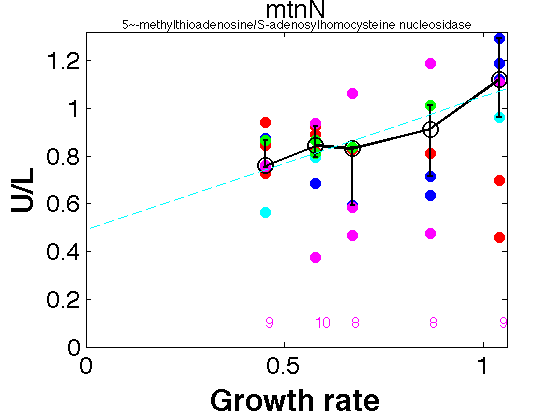 mtnN
5~-methylthioadenosine/S-adenosylhomocysteine nucleosidase
U/L
1.2
1
0.8
0.6
0.4
0.2
0
9 10 8 8 9
0 0.5 1
Growth rate